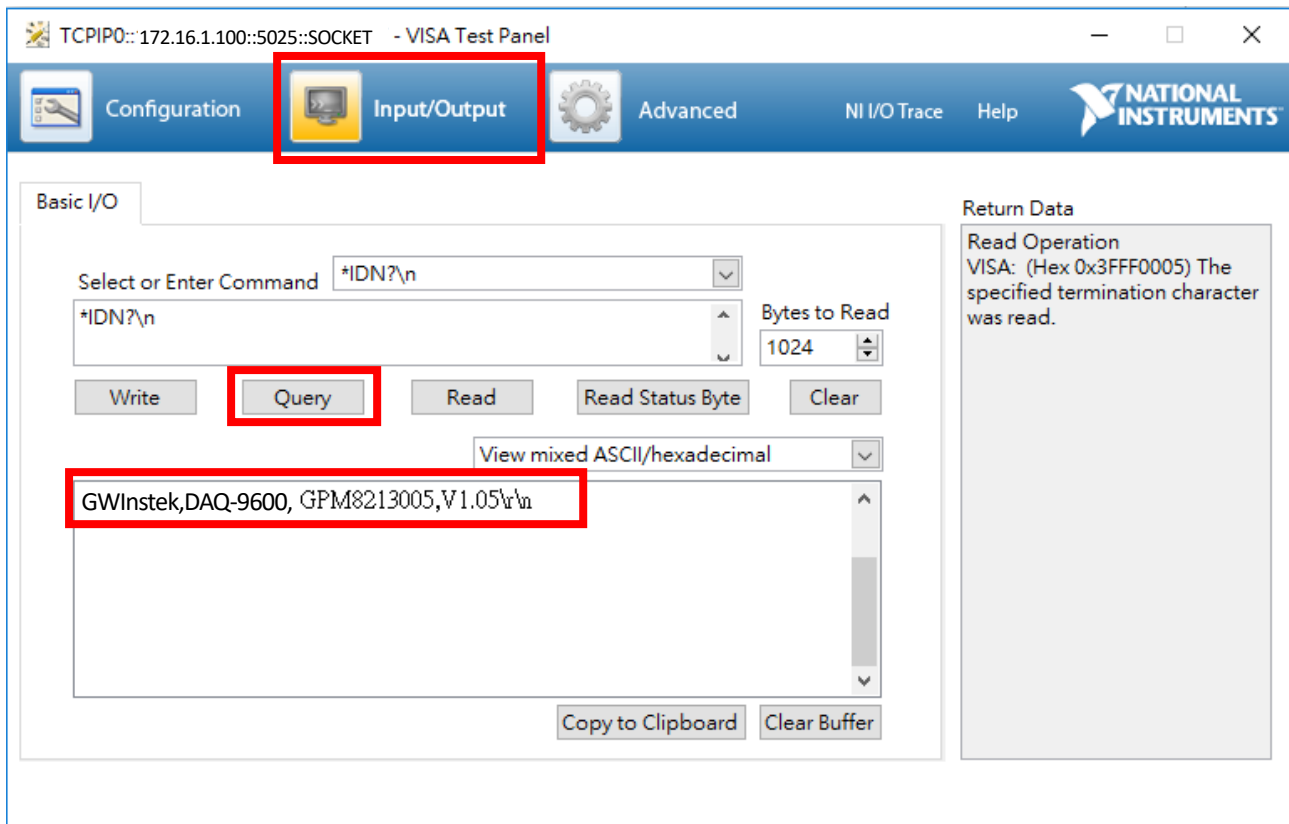 TCPIP0:: 172.16.1.100::5025::SOCKET - VISA Test Panel
Configuration Input/Output Advanced NI I/O Trace Help NATIONAL INSTRUMENTS
Basic I/O
Select or Enter Command *IDN?\n
*IDN?\n
Bytes to Read
1024
Write Query Read Read Status Byte Clear
View mixed ASCII/hexadecimal
GWInstek,DAQ-9600, GPM8213005,V1.05\r\n
Copy to Clipboard Clear Buffer
Return Data
Read Operation
VISA: (Hex 0x3FFF0005) The
specified termination character
was read.